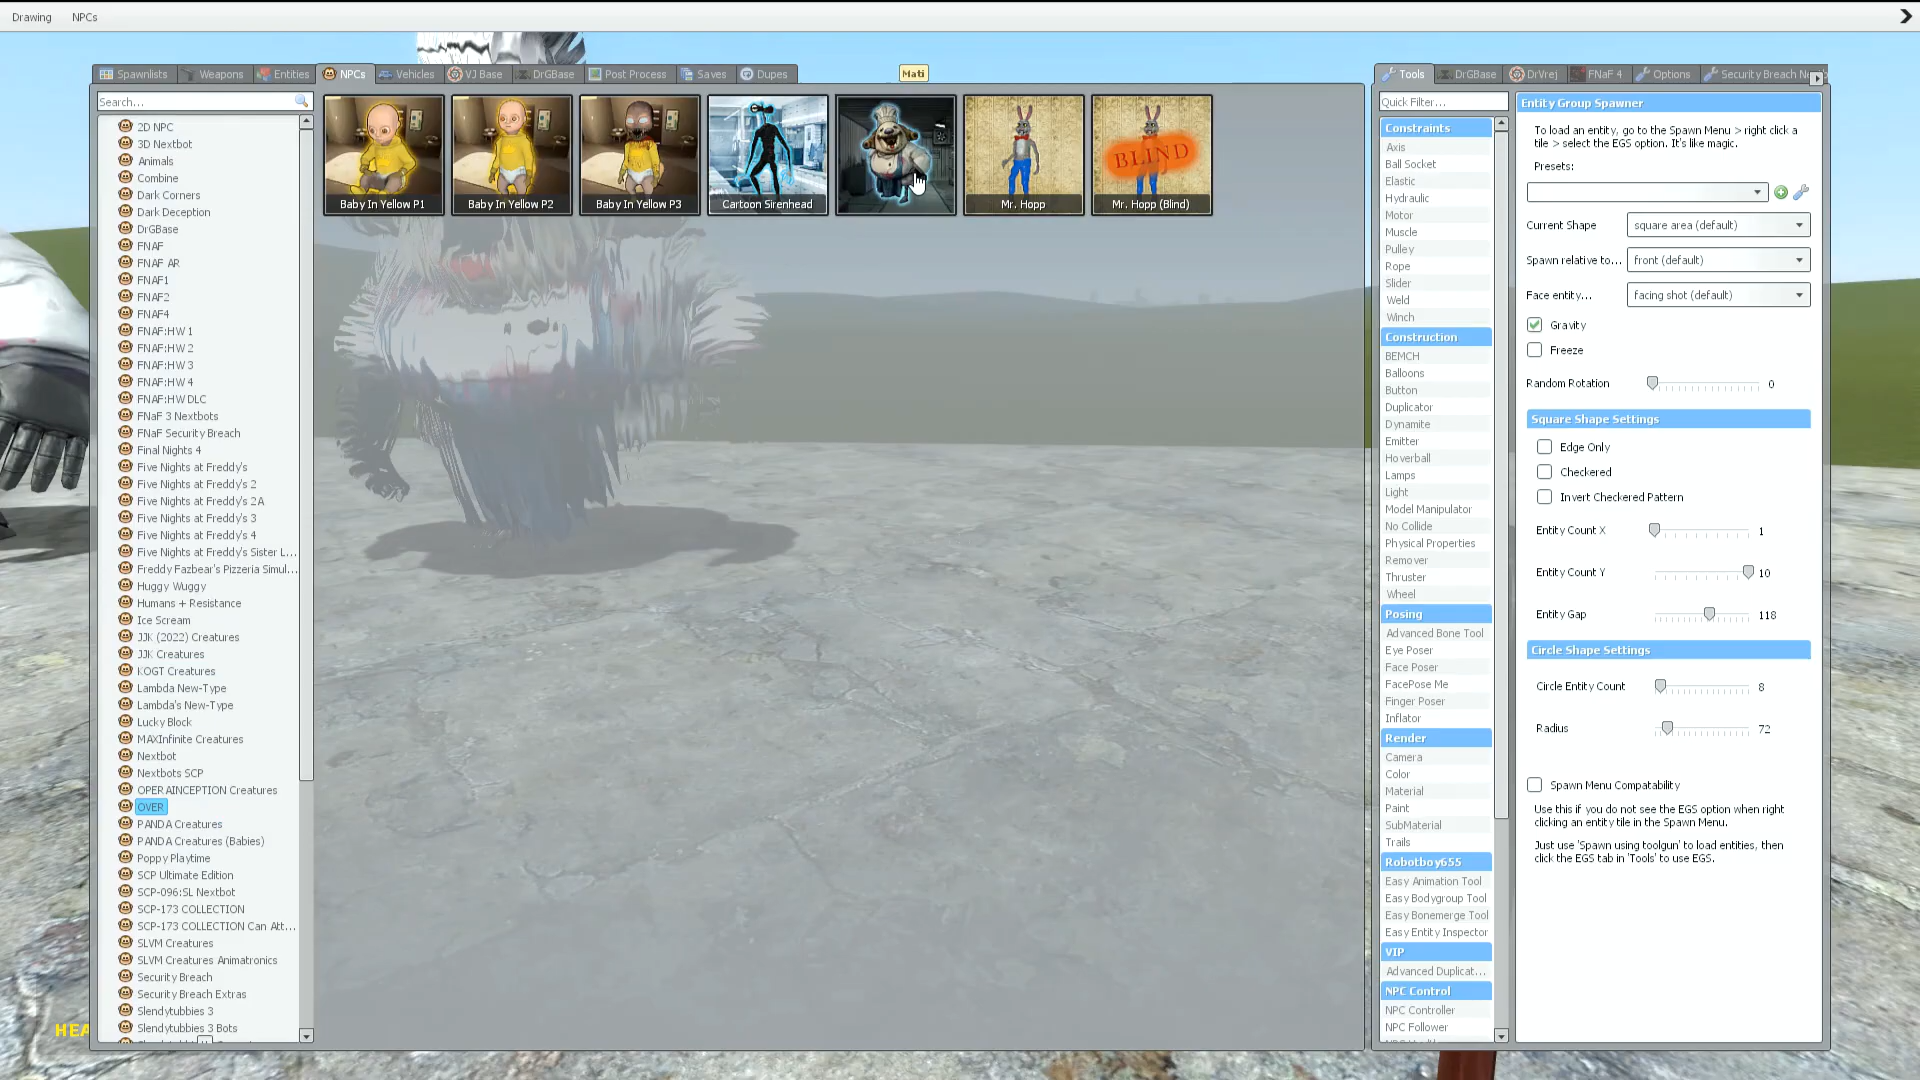 Drawing NPCs
Spawnlists Weapons Entities NPCs Vehicles VJ Base DrGBase Post Process Saves Dupes
Mati
Search...
2D NPC
3D Nextbot
Animals
Combine
Dark Corners
Dark Deception
DrGBase
FNAF
FNAF AR
FNAF1
FNAF2
FNAF4
FNAF:HW 1
FNAF:HW 2
FNAF:HW 3
FNAF:HW 4
FNAF:HW DLC
FNaF 3 Nextbots
FNaF Security Breach
Final Nights 4
Five Nights at Freddy's
Five Nights at Freddy's 2
Five Nights at Freddy's 2A
Five Nights at Freddy's 3
Five Nights at Freddy's 4
Five Nights at Freddy's Sister L...
Freddy Fazbear's Pizzeria Simul...
Huggy Wuggy
Humans + Resistance
Ice Scream
JJK (2022) Creatures
JJK Creatures
KOGT Creatures
Lambda New-Type
Lambda's New-Type
Lucky Block
MAXInfinite Creatures
Nextbot
Nextbots SCP
OPERAINCEPTION Creatures
OVER
PANDA Creatures
PANDA Creatures (Babies)
Poppy Playtime
SCP Ultimate Edition
SCP-096:SL Nextbot
SCP-173 COLLECTION
SCP-173 COLLECTION Can Att...
SLVM Creatures
SLVM Creatures Animatronics
Security Breach
Security Breach Extras
Slendytubbies 3
Slendytubbies 3 Bots
HEA
Baby In Yellow P1
Baby In Yellow P2
Baby In Yellow P3
Cartoon Sirenhead
Mr. Hopp
BLIND
Mr. Hopp (Blind)
Tools DrGBase DrVrej FNaF 4 Options Security Breach
Quick Filter...
Constraints
Axis
Ball Socket
Elastic
Hydraulic
Motor
Muscle
Pulley
Rope
Slider
Weld
Winch
Construction
BEMCH
Balloons
Button
Duplicator
Dynamite
Emitter
Hoverball
Lamps
Light
Model Manipulator
No Collide
Physical Properties
Remover
Thruster
Wheel
Posing
Advanced Bone Tool
Eye Poser
Face Poser
FacePose Me
Finger Poser
Inflator
Render
Camera
Color
Material
Paint
SubMaterial
Trails
Robotboy655
Easy Animation Tool
Easy Bodygroup Tool
Easy Bonemerge Tool
Easy Entity Inspector
VIP
Advanced Duplicat...
NPC Control
NPC Controller
NPC Follower
Entity Group Spawner
To load an entity, go to the Spawn Menu > right click a
tile > select the EGS option. It's like magic.
Presets:
Current Shape square area (default)
Spawn relative to... front (default)
Face entity... facing shot (default)
Gravity
Freeze
Random Rotation 0
Square Shape Settings
Edge Only
Checkered
Invert Checkered Pattern
Entity Count X 1
Entity Count Y 10
Entity Gap 118
Circle Shape Settings
Circle Entity Count 8
Radius 72
Spawn Menu Compatability
Use this if you do not see the EGS option when right
clicking an entity tile in the Spawn Menu.
Just use 'Spawn using toolgun' to load entities, then
click the EGS tab in 'Tools' to use EGS.